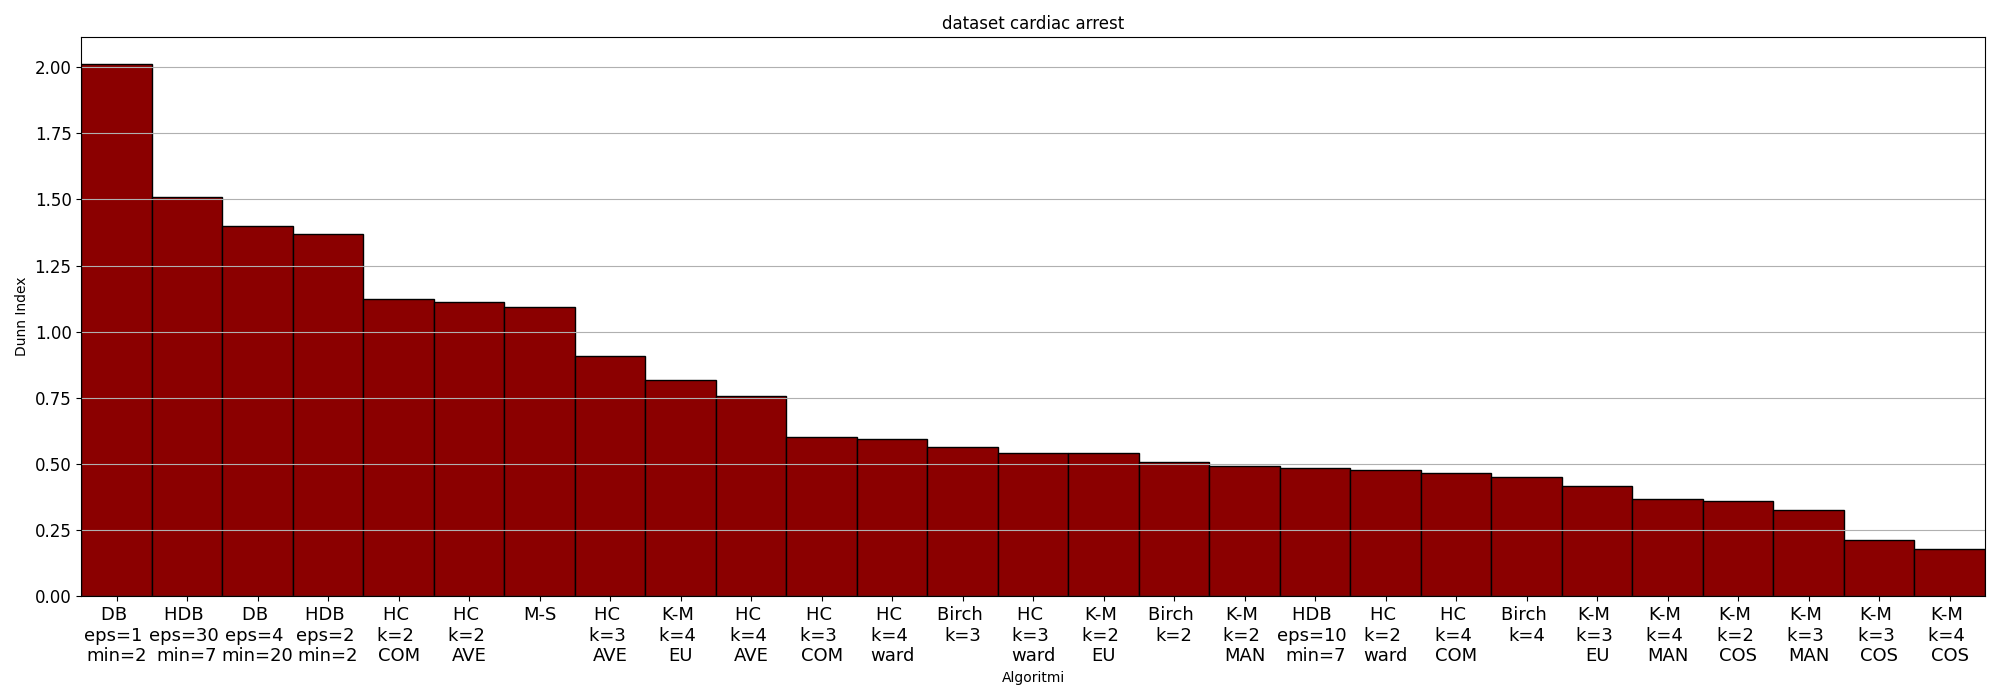 dataset cardiac arrest
Dunn Index
2.00
1.75
1.50
1.25
1.00
0.75
0.50
0.25
0.00
DB HDB DB HDB HC HC M-S HC K-M HC HC HC Birch HC K-M Birch K-M HDB HC HC Birch K-M K-M K-M K-M K-M K-M
eps=1 eps=30 eps=4 eps=2 k=2 k=2 k=3 k=4 k=4 k=3 k=4 k=3 k=3 k=2 k=2 k=2 eps=10 k=2 k=4 k=4 k=3 k=4 k=2 k=3 k=3 k=4
min=2 min=7 min=20 min=2 COM AVE AVE EU AVE COM ward ward EU MAN min=7 ward COM EU MAN COS MAN COS COS
Algoritmi